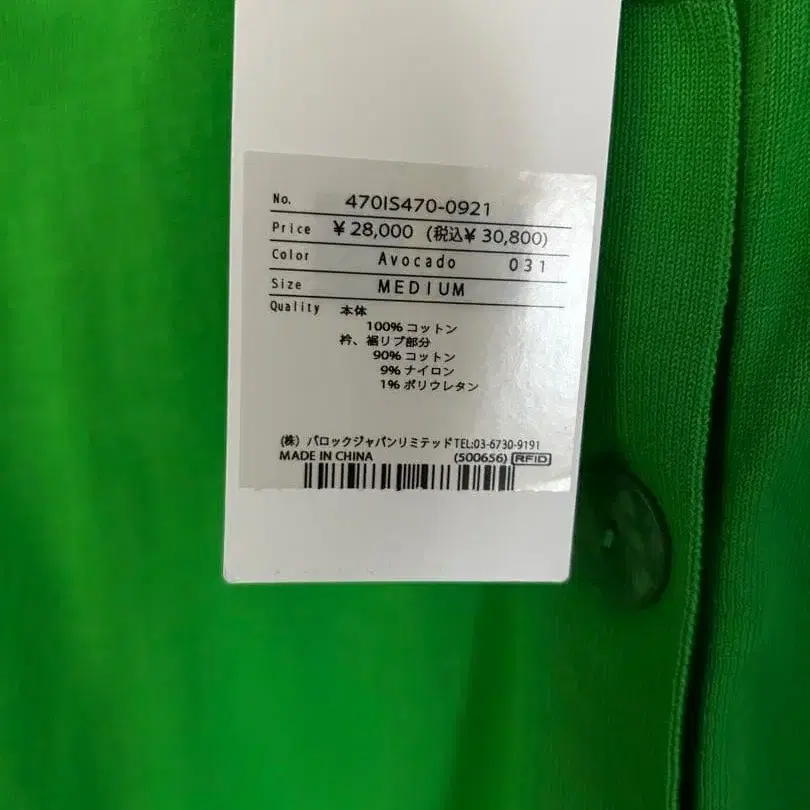 No. 470IS470-0921
Price ¥ 28,000 (税込¥ 30,800)
Color Avocado 031
Size MEDIUM
Quality 本体
100% コットン
衿、裾リブ部分
90% コットン
9% ナイロン
1% ポリウレタン
(株) バロックジャパンリミテッド TEL:03-6730-9191
MADE IN CHINA (500656) RFID